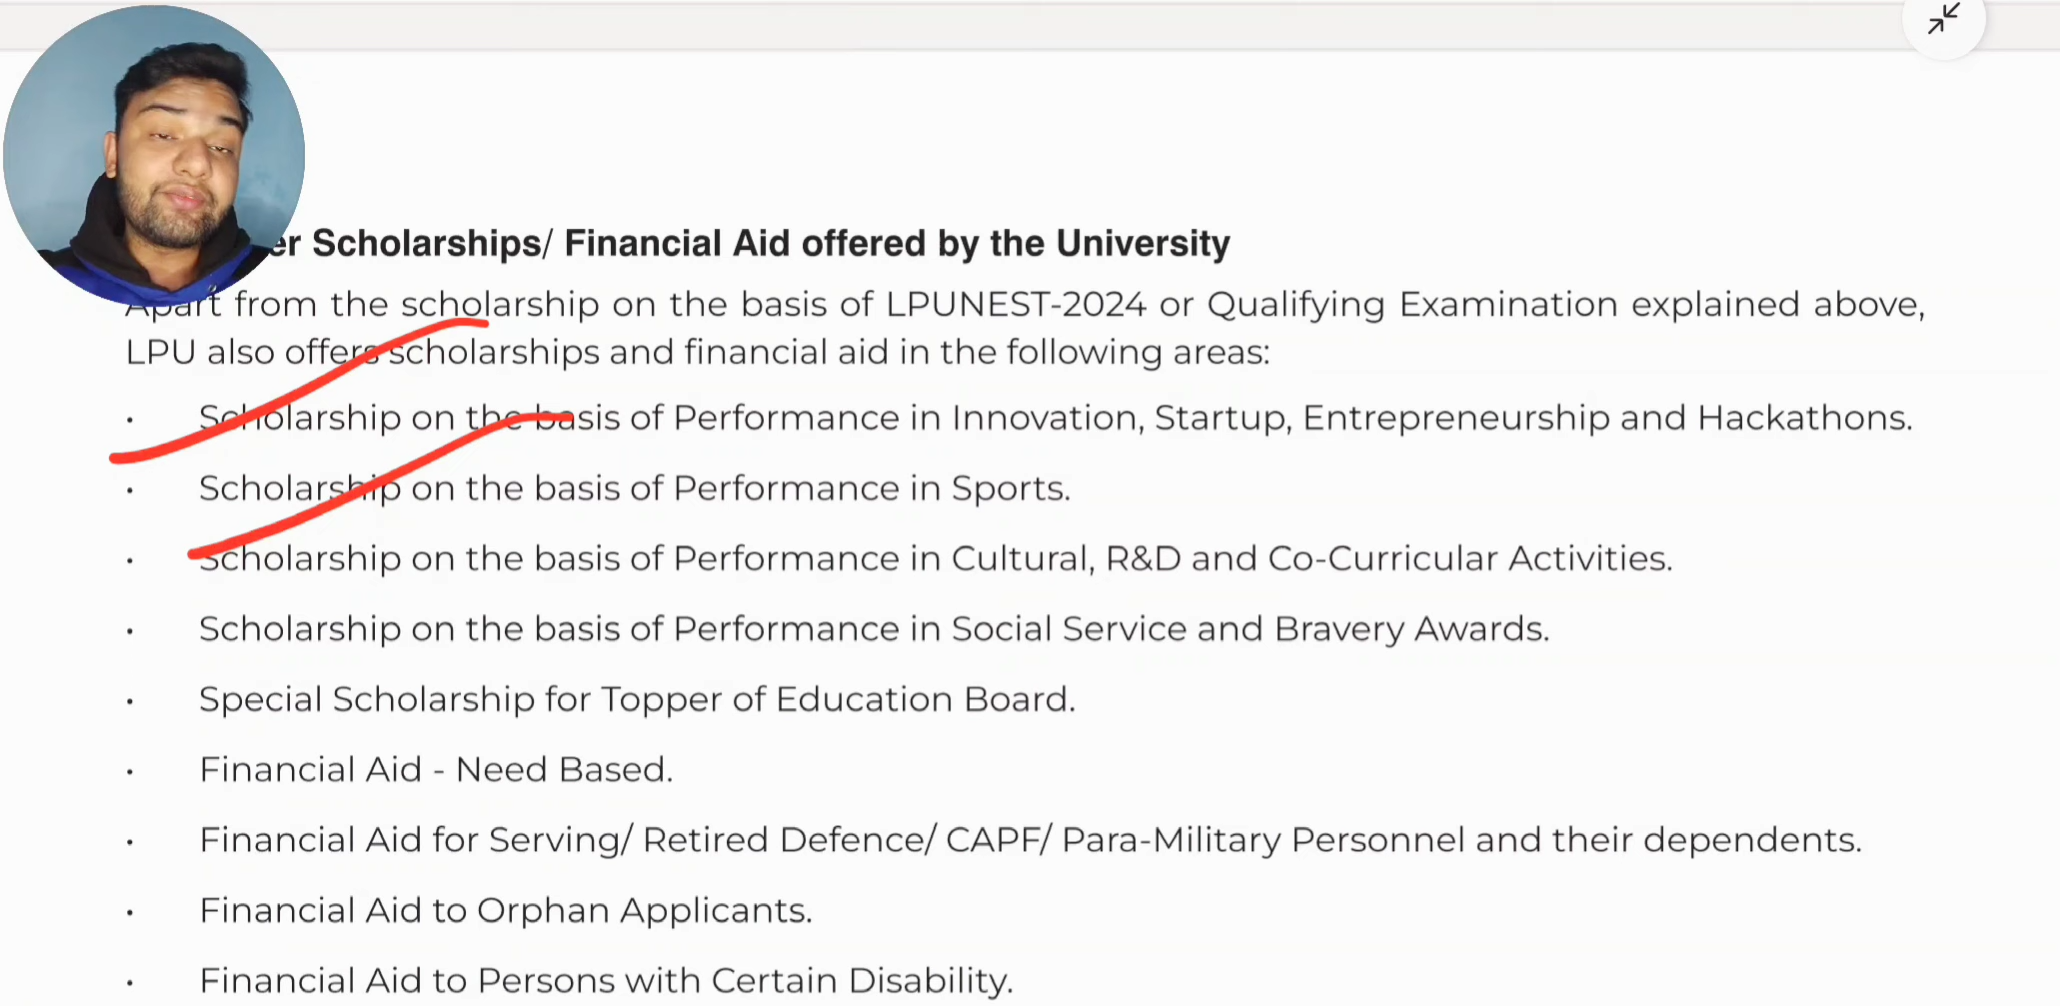 Scholarships/ Financial Aid offered by the University
Apart from the scholarship on the basis of LPUNEST-2024 or Qualifying Examination explained above,
LPU also offers scholarships and financial aid in the following areas:
· Scholarship on the basis of Performance in Innovation, Startup, Entrepreneurship and Hackathons.
· Scholarship on the basis of Performance in Sports.
· Scholarship on the basis of Performance in Cultural, R&D and Co-Curricular Activities.
· Scholarship on the basis of Performance in Social Service and Bravery Awards.
· Special Scholarship for Topper of Education Board.
· Financial Aid - Need Based.
· Financial Aid for Serving/ Retired Defence/ CAPF/ Para-Military Personnel and their dependents.
· Financial Aid to Orphan Applicants.
· Financial Aid to Persons with Certain Disability.